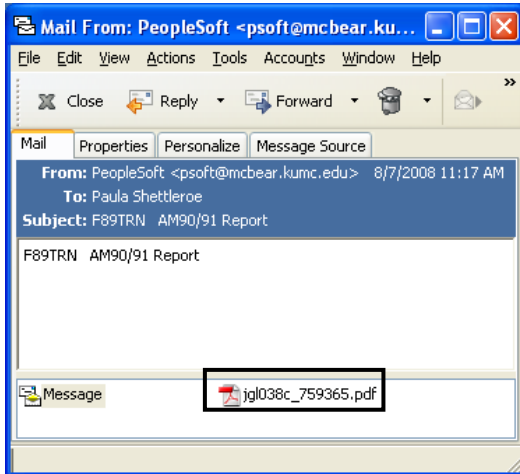 Mail From: PeopleSoft <psoft@mcbear.ku...
File Edit View Actions Tools Accounts Window Help
Close Reply Forward »
Mail Properties Personalize Message Source
From: PeopleSoft <psoft@mcbear.kumc.edu> 8/7/2008 11:17 AM
To: Paula Shettleroe
Subject: F89TRN AM90/91 Report
F89TRN AM90/91 Report
Message jgl038c_759365.pdf